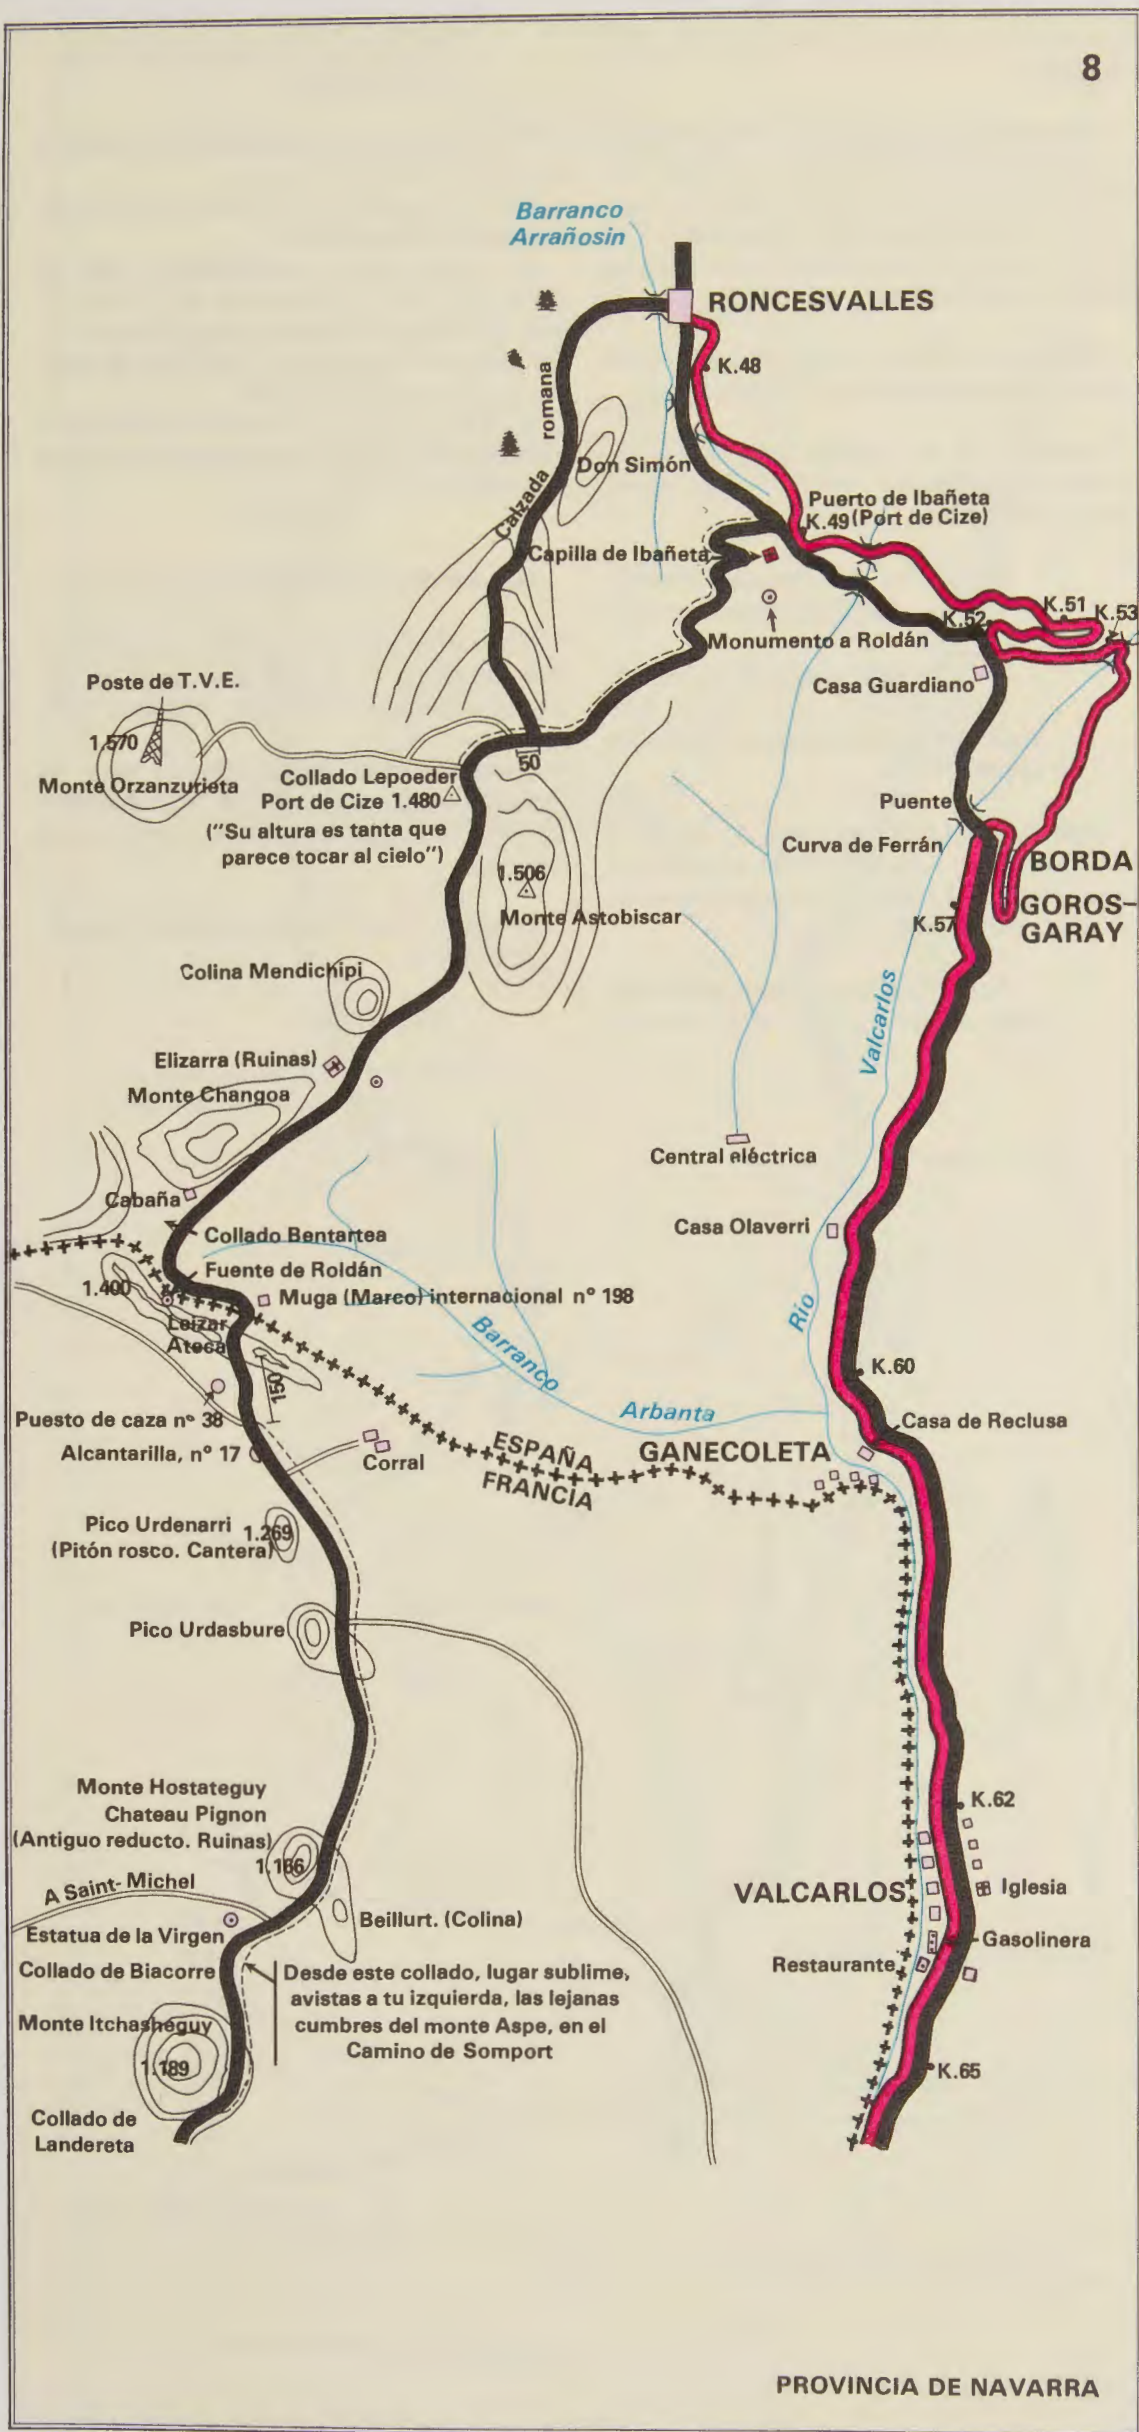 8
Barranco
Arrañosin
RONCESVALLES
K.48
Calzada romana
Don Simón
Puerto de Ibañeta
K.49 (Port de Cize)
Capilla de Ibañeta
K.51
K.53
K.52
Monumento a Roldán
Casa Guardiano
Poste de T.V.E.
1.570
Monte Orzanzurieta
50
Collado Lepoeder
Port de Cize 1.480
("Su altura es tanta que
parece tocar al cielo")
Puente
Curva de Ferrán
BORDA
GOROS-
GARAY
1.506
Monte Astobiscar
K.57
Colina Mendichipi
Valcarlos
Elizarra (Ruinas)
Monte Changoa
Central eléctrica
Cabaña
Collado Bentartea
Casa Olaverri
Fuente de Roldán
1.400
Muga (Marco) internacional nº 198
Leizar
Ateca
Río
Barranco
Arbanta
150
K.60
Puesto de caza nº 38
Casa de Reclusa
Alcantarilla, nº 17
Corral
ESPAÑA
FRANCIA
GANECOLETA
Pico Urdenarri 1.269
(Pitón rosco. Cantera)
Pico Urdasbure
Monte Hostateguy
Chateau Pignon
(Antiguo reducto. Ruinas)
1.166
K.62
A Saint-Michel
VALCARLOS
Iglesia
Estatua de la Virgen
Beillurt. (Colina)
Gasolinera
Restaurante
Collado de Biacorre
Desde este collado, lugar sublime,
avistas a tu izquierda, las lejanas
cumbres del monte Aspe, en el
Camino de Somport
Monte Itchasheguy
1.189
K.65
Collado de
Landereta
PROVINCIA DE NAVARRA